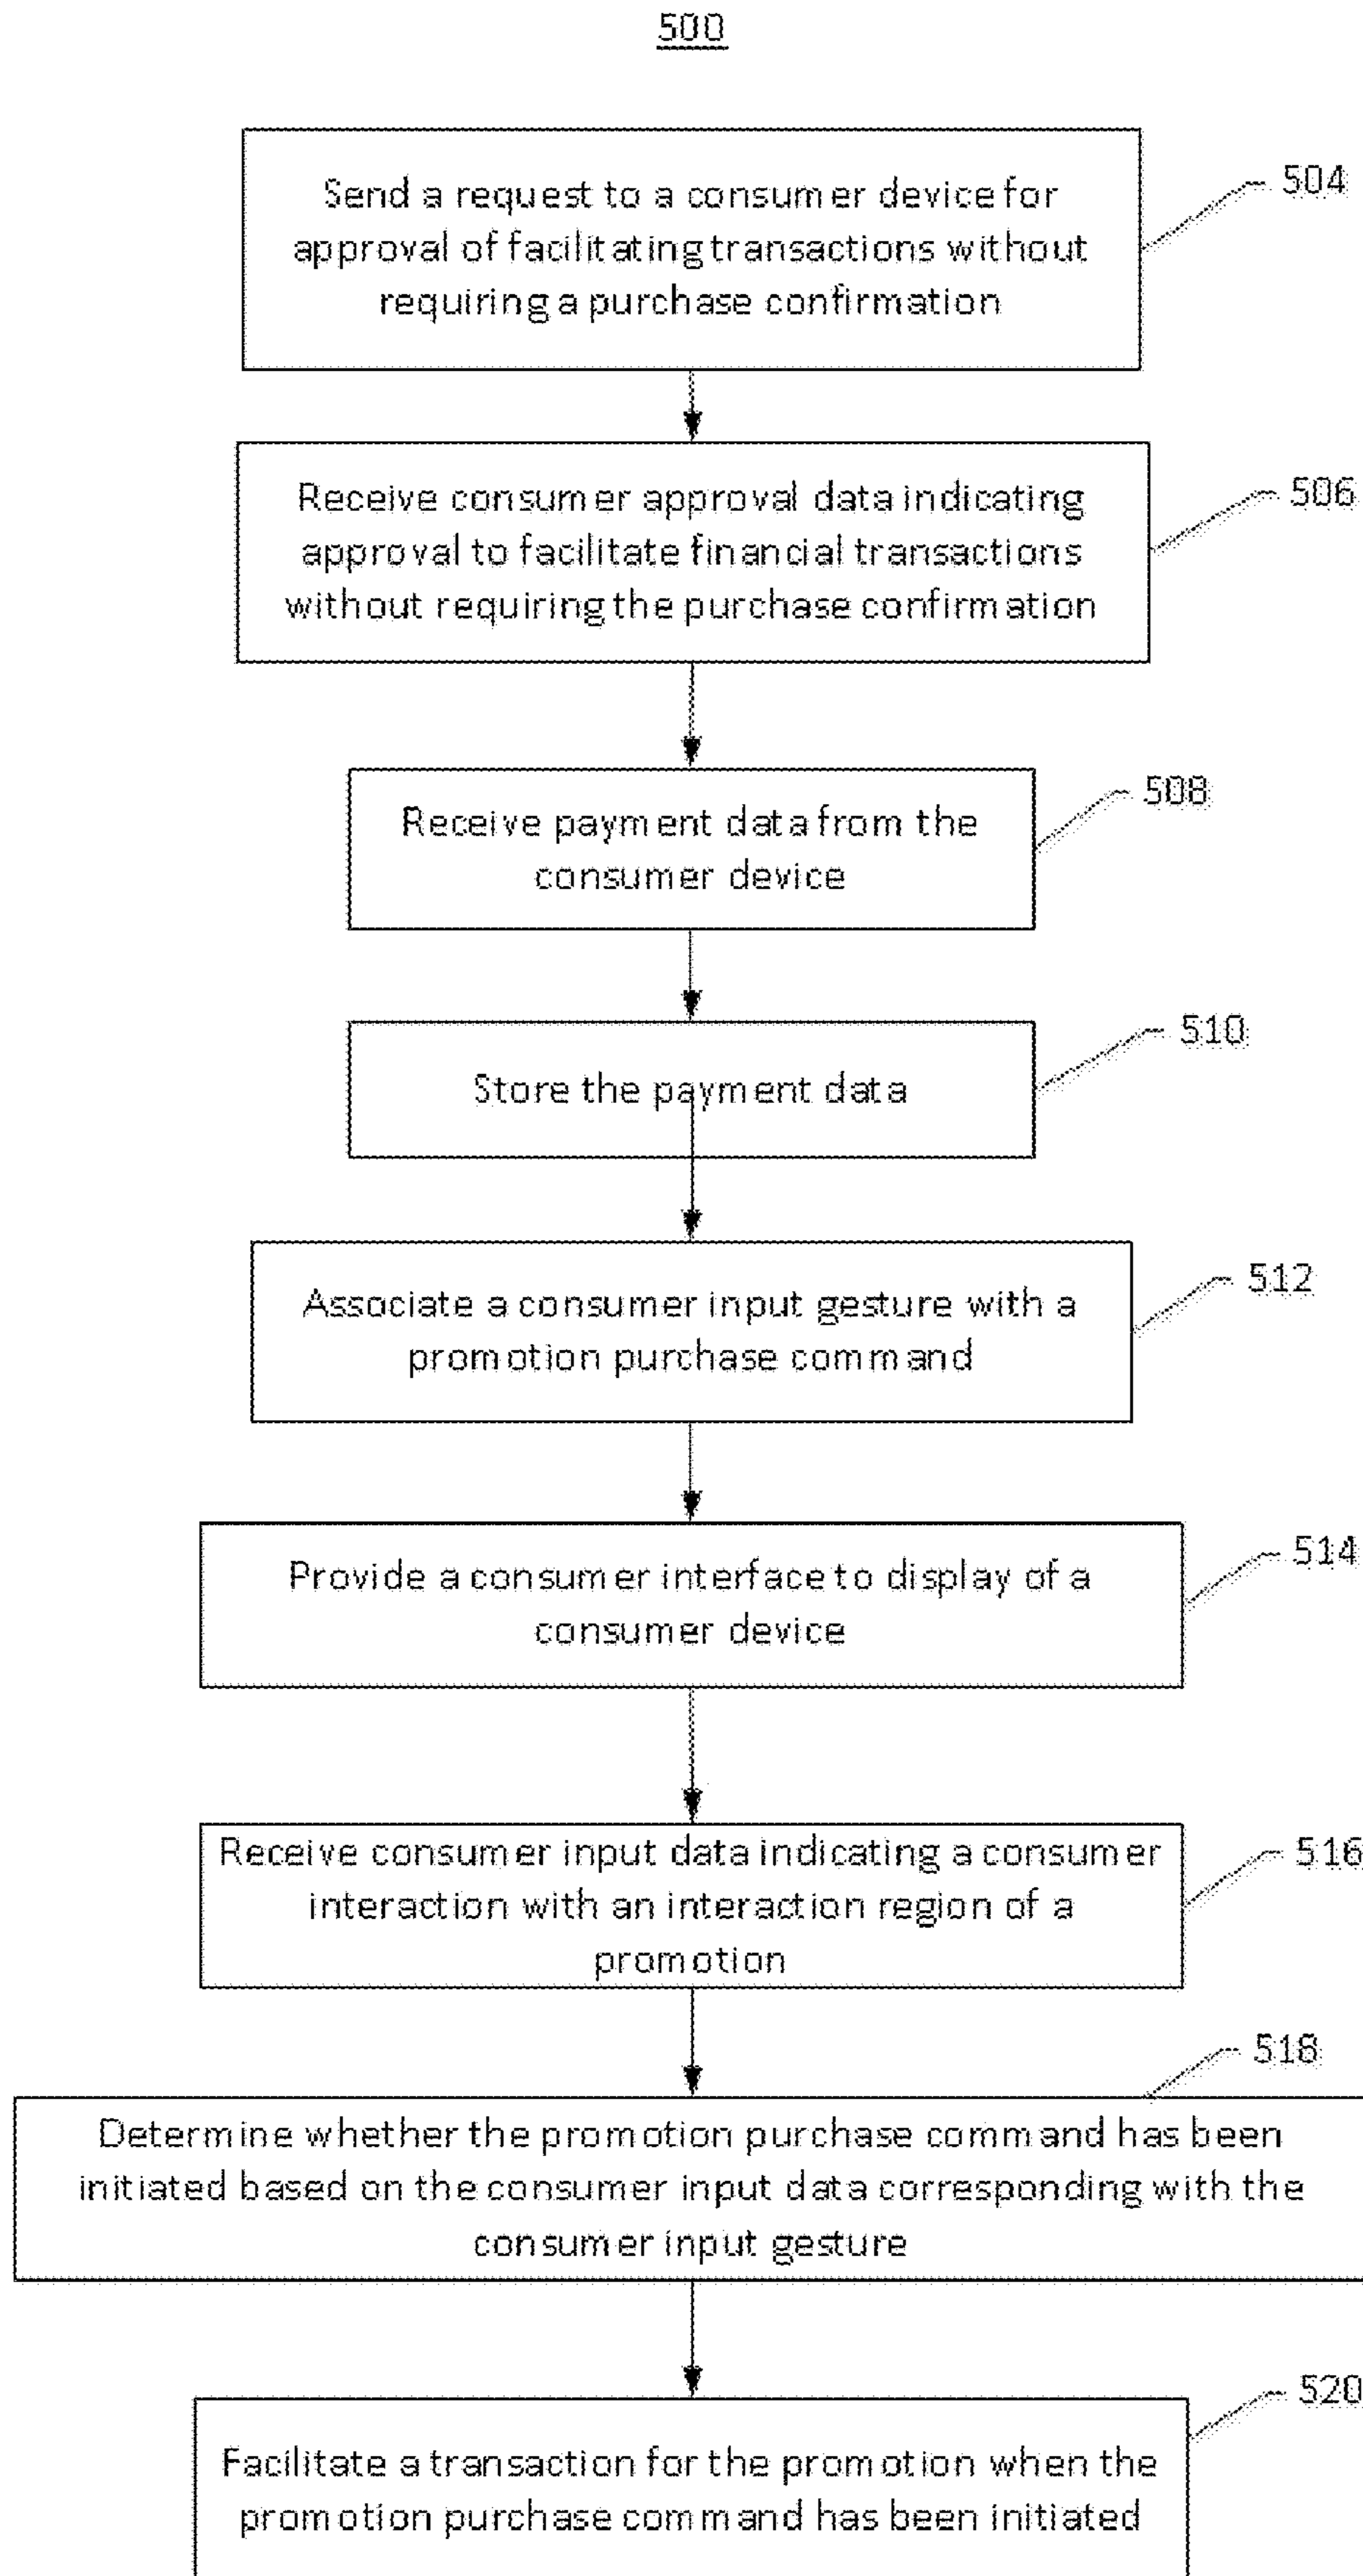 500
Send a request to a consumer device for
approval of facilitating transactions without
requiring a purchase confirmation
504
Receive consumer approval data indicating
approval to facilitate financial transactions
without requiring the purchase confirmation
506
Receive payment data from the
consumer device
508
Store the payment data
510
Associate a consumer input gesture with a
promotion purchase command
512
Provide a consumer interface to display of a
consumer device
514
Receive consumer input data indicating a consumer
interaction with an interaction region of a
promotion
516
518
Determine whether the promotion purchase command has been
initiated based on the consumer input data corresponding with the
consumer input gesture
520
Facilitate a transaction for the promotion when the
promotion purchase command has been initiated